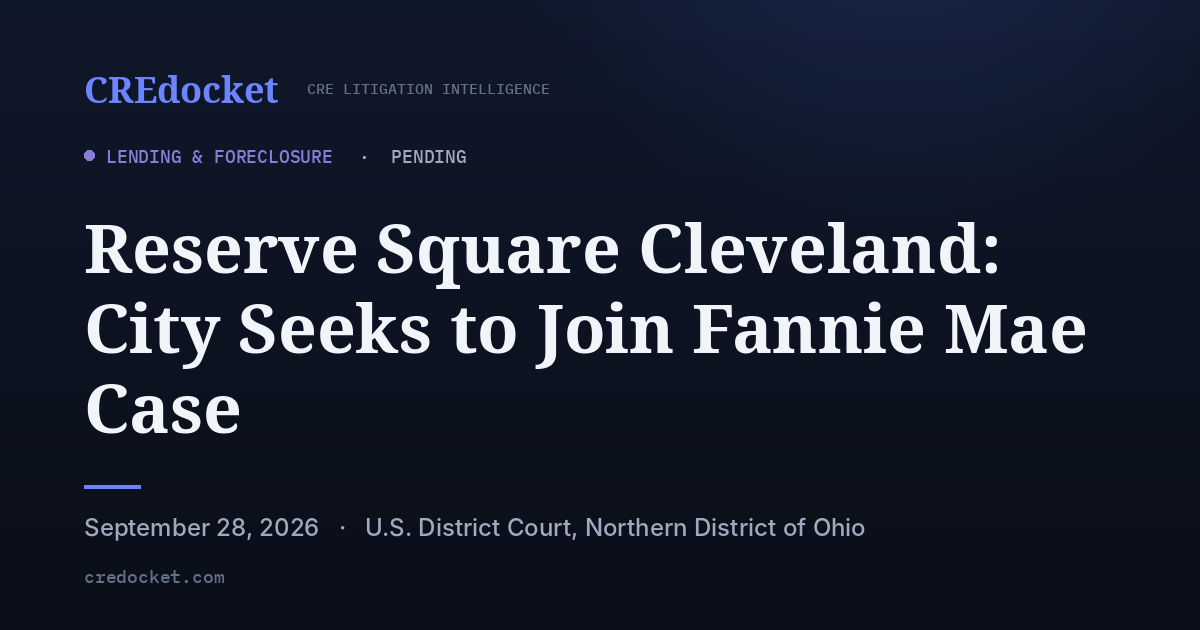 CREdocket CRE LITIGATION INTELLIGENCE
LENDING & FORECLOSURE · PENDING
Reserve Square Cleveland:
City Seeks to Join Fannie Mae
Case
September 28, 2026 · U.S. District Court, Northern District of Ohio
credocket.com